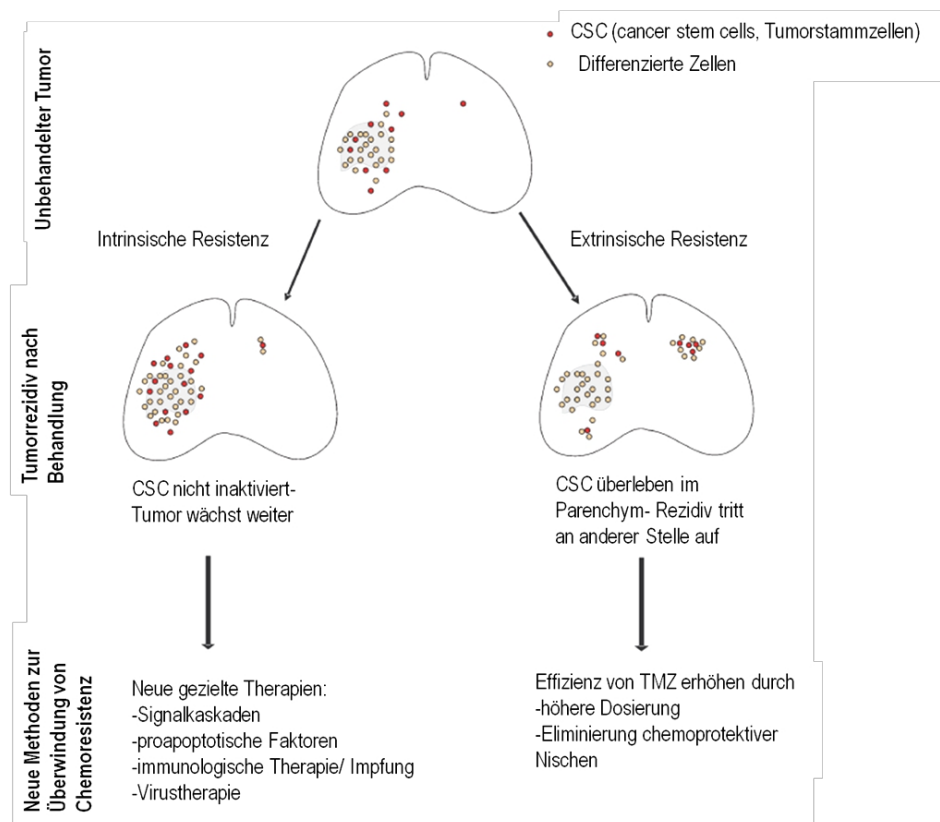 CSC (cancer stem cells, Tumorstammzellen)
Differenzierte Zellen
Unbehandelter Tumor
Intrinsische Resistenz
Extrinsische Resistenz
Tumorrezidiv nach
Behandlung
CSC nicht inaktiviert-
Tumor wächst weiter
CSC überleben im
Parenchym- Rezidiv tritt
an anderer Stelle auf
Neue Methoden zur
Überwindung von
Chemoresistenz
Neue gezielte Therapien:
-Signalkaskaden
-proapoptotische Faktoren
-immunologische Therapie/ Impfung
-Virustherapie
Effizienz von TMZ erhöhen durch
-höhere Dosierung
-Eliminierung chemoprotektiver
Nischen